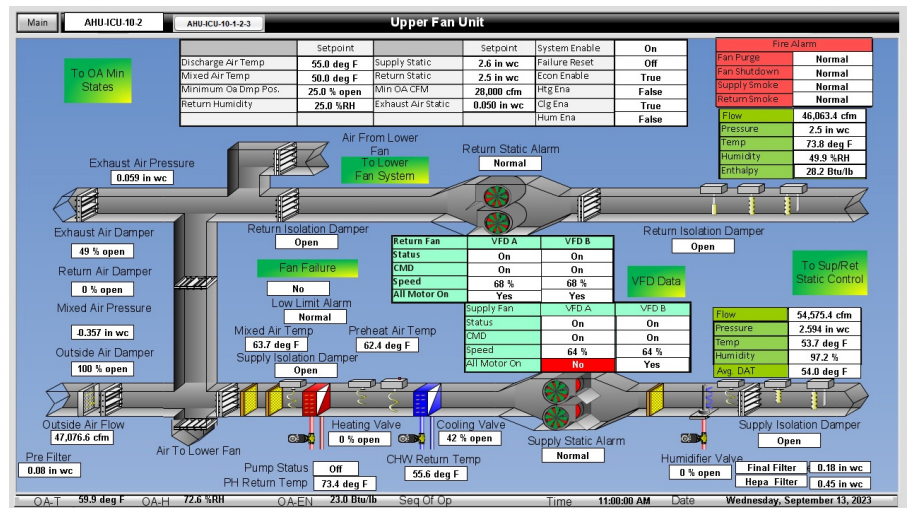 Main AHU-ICU-10-2 AHU-ICU-10-1-2-3 Upper Fan Unit
Setpoint Setpoint System Enable On
Discharge Air Temp 55.0 deg F Supply Static 2.6 in wc Failure Reset Off
Mixed Air Temp 50.0 deg F Return Static 2.5 in wc Econ Enable True
Minimum Oa Dmp Pos. 25.0 % open Min OA CFM 28,000 cfm Htg Ena False
Return Humidity 25.0 %RH Exhaust Air Static 0.050 in wc Clg Ena True
Hum Ena False
Fire Alarm
Fan Purge Normal
Fan Shutdown Normal
Supply Smoke Normal
Return Smoke Normal
Flow 46,063.4 cfm
Pressure 2.5 in wc
Temp 73.8 deg F
Humidity 49.9 %RH
Enthalpy 28.2 Btu/lb
To OA Min
States
Air From Lower
Fan
To Lower
Fan System
Exhaust Air Pressure
0.059 in wc
Return Static Alarm
Normal
Exhaust Air Damper
49 % open
Return Air Damper
0 % open
Mixed Air Pressure
-0.357 in wc
Outside Air Damper
100 % open
Return Isolation Damper
Open
Return Isolation Damper
Open
Fan Failure
No
Low Limit Alarm
Normal
Mixed Air Temp
63.7 deg F
Preheat Air Temp
62.4 deg F
Supply Isolation Damper
Open
Return Fan VFD A VFD B
Status On On
CMD On On
Speed 68 % 68 %
All Motor On Yes Yes
VFD Data
To Sup/Ret
Static Control
Supply Fan VFD A VFD B
Status On On
CMD On On
Speed 64 % 64 %
All Motor On No Yes
Flow 54,575.4 cfm
Pressure 2.594 in wc
Temp 53.7 deg F
Humidity 97.2 %
Avg. DAT 54.0 deg F
Outside Air Flow
47,076.6 cfm
Pre Filter
0.08 in wc
Air To Lower Fan
Heating Valve
0 % open
Cooling Valve
42 % open
Pump Status Off
PH Return Temp 73.4 deg F
CHW Return Temp
55.6 deg F
Supply Static Alarm
Normal
Humidifier Valve
0 % open
Supply Isolation Damper
Open
Final Filter 0.18 in wc
Hepa Filter 0.45 in wc
OA-T 59.9 deg F OA-H 72.6 %RH OA-EN 23.0 Btu/lb Seq Of Op Time 11:00:00 AM Date Wednesday, September 13, 2023